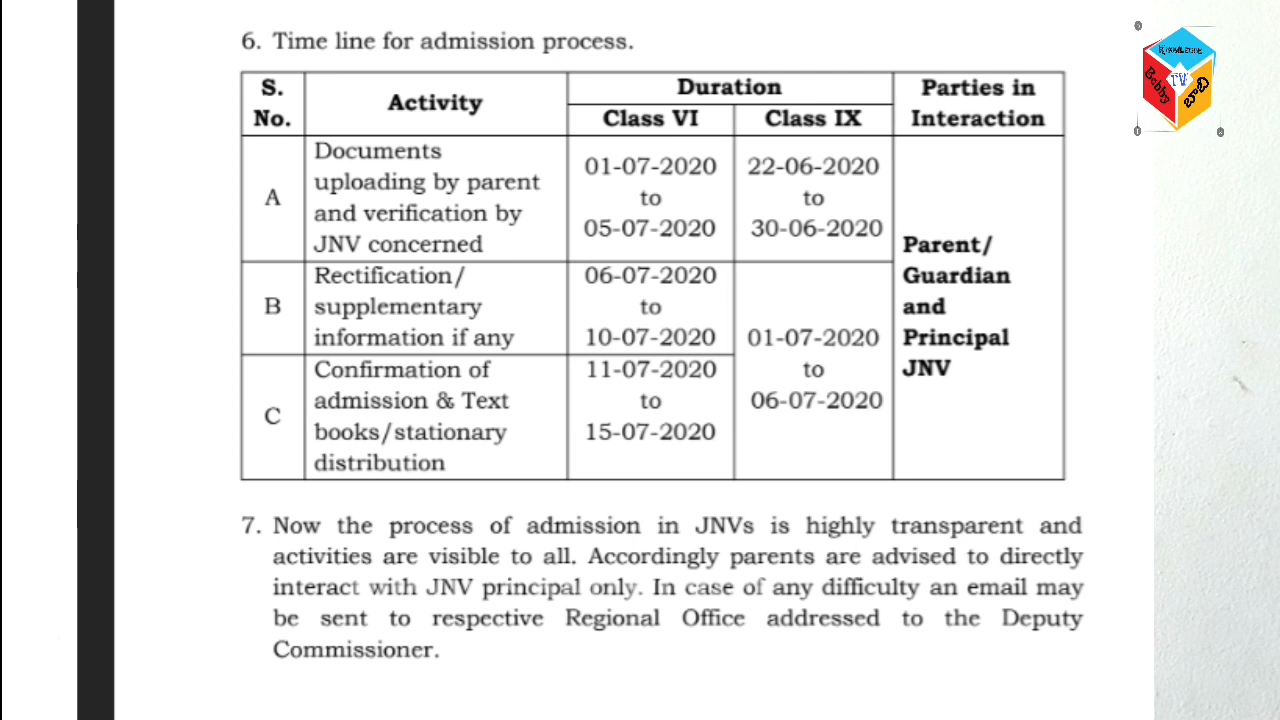 6. Time line for admission process.
S. No.
Activity
Duration
Class VI
Class IX
Parties in
Interaction
A
Documents
uploading by parent
and verification by
JNV concerned
01-07-2020
to
05-07-2020
22-06-2020
to
30-06-2020
B
Rectification/
supplementary
information if any
06-07-2020
to
10-07-2020
01-07-2020
to
06-07-2020
C
Confirmation of
admission & Text
books/stationary
distribution
11-07-2020
to
15-07-2020
Parent/
Guardian
and
Principal
JNV
7. Now the process of admission in JNVs is highly transparent and
activities are visible to all. Accordingly parents are advised to directly
interact with JNV principal only. In case of any difficulty an email may
be sent to respective Regional Office addressed to the Deputy
Commissioner.
Bobby
TV